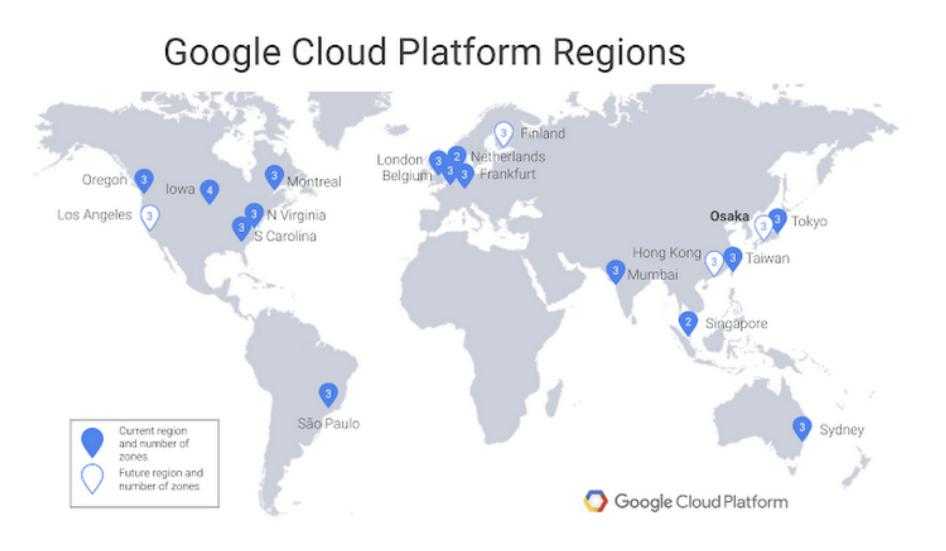 Google Cloud Platform Regions
3 Finland
London 3 2 Netherlands
Belgium 3 3 Frankfurt
Oregon 3
Iowa 4
3 Montreal
Los Angeles 3
3 N Virginia
3 S Carolina
Osaka 3 3 Tokyo
Hong Kong 3 3 Taiwan
3 Mumbai
2 Singapore
3
São Paulo
3 Sydney
Current region
and number of
zones
Future region and
number of zones
Google Cloud Platform